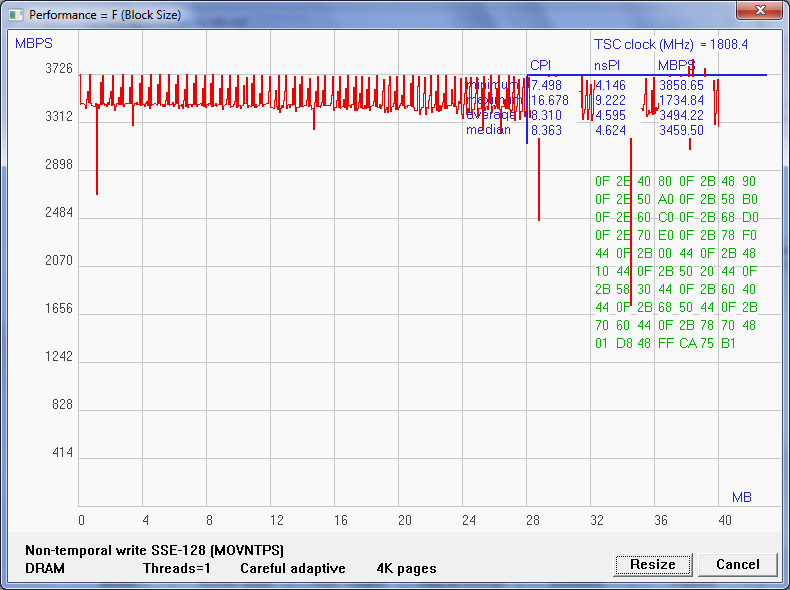 Performance = F (Block Size)
MBPS
TSC clock (MHz) = 1808.4
CPI nsPI MBPS
minimum 7.498 4.146 3858.65
maximum 16.678 9.222 1734.84
average 8.310 4.595 3494.22
median 8.363 4.624 3459.50
3726
3312
2898
2484
2070
1656
1242
828
414
0F 2B 40 80 0F 2B 48 90
0F 2B 50 A0 0F 2B 58 B0
0F 2B 60 C0 0F 2B 68 D0
0F 2B 70 E0 0F 2B 78 F0
44 0F 2B 00 44 0F 2B 48
10 44 0F 2B 50 20 44 0F
2B 58 30 44 0F 2B 60 40
44 0F 2B 68 50 44 0F 2B
70 60 44 0F 2B 78 70 48
01 D8 48 FF CA 75 B1
MB
0 4 8 12 16 20 24 28 32 36 40
Non-temporal write SSE-128 (MOVNTPS)
DRAM Threads=1 Careful adaptive 4K pages
Resize Cancel